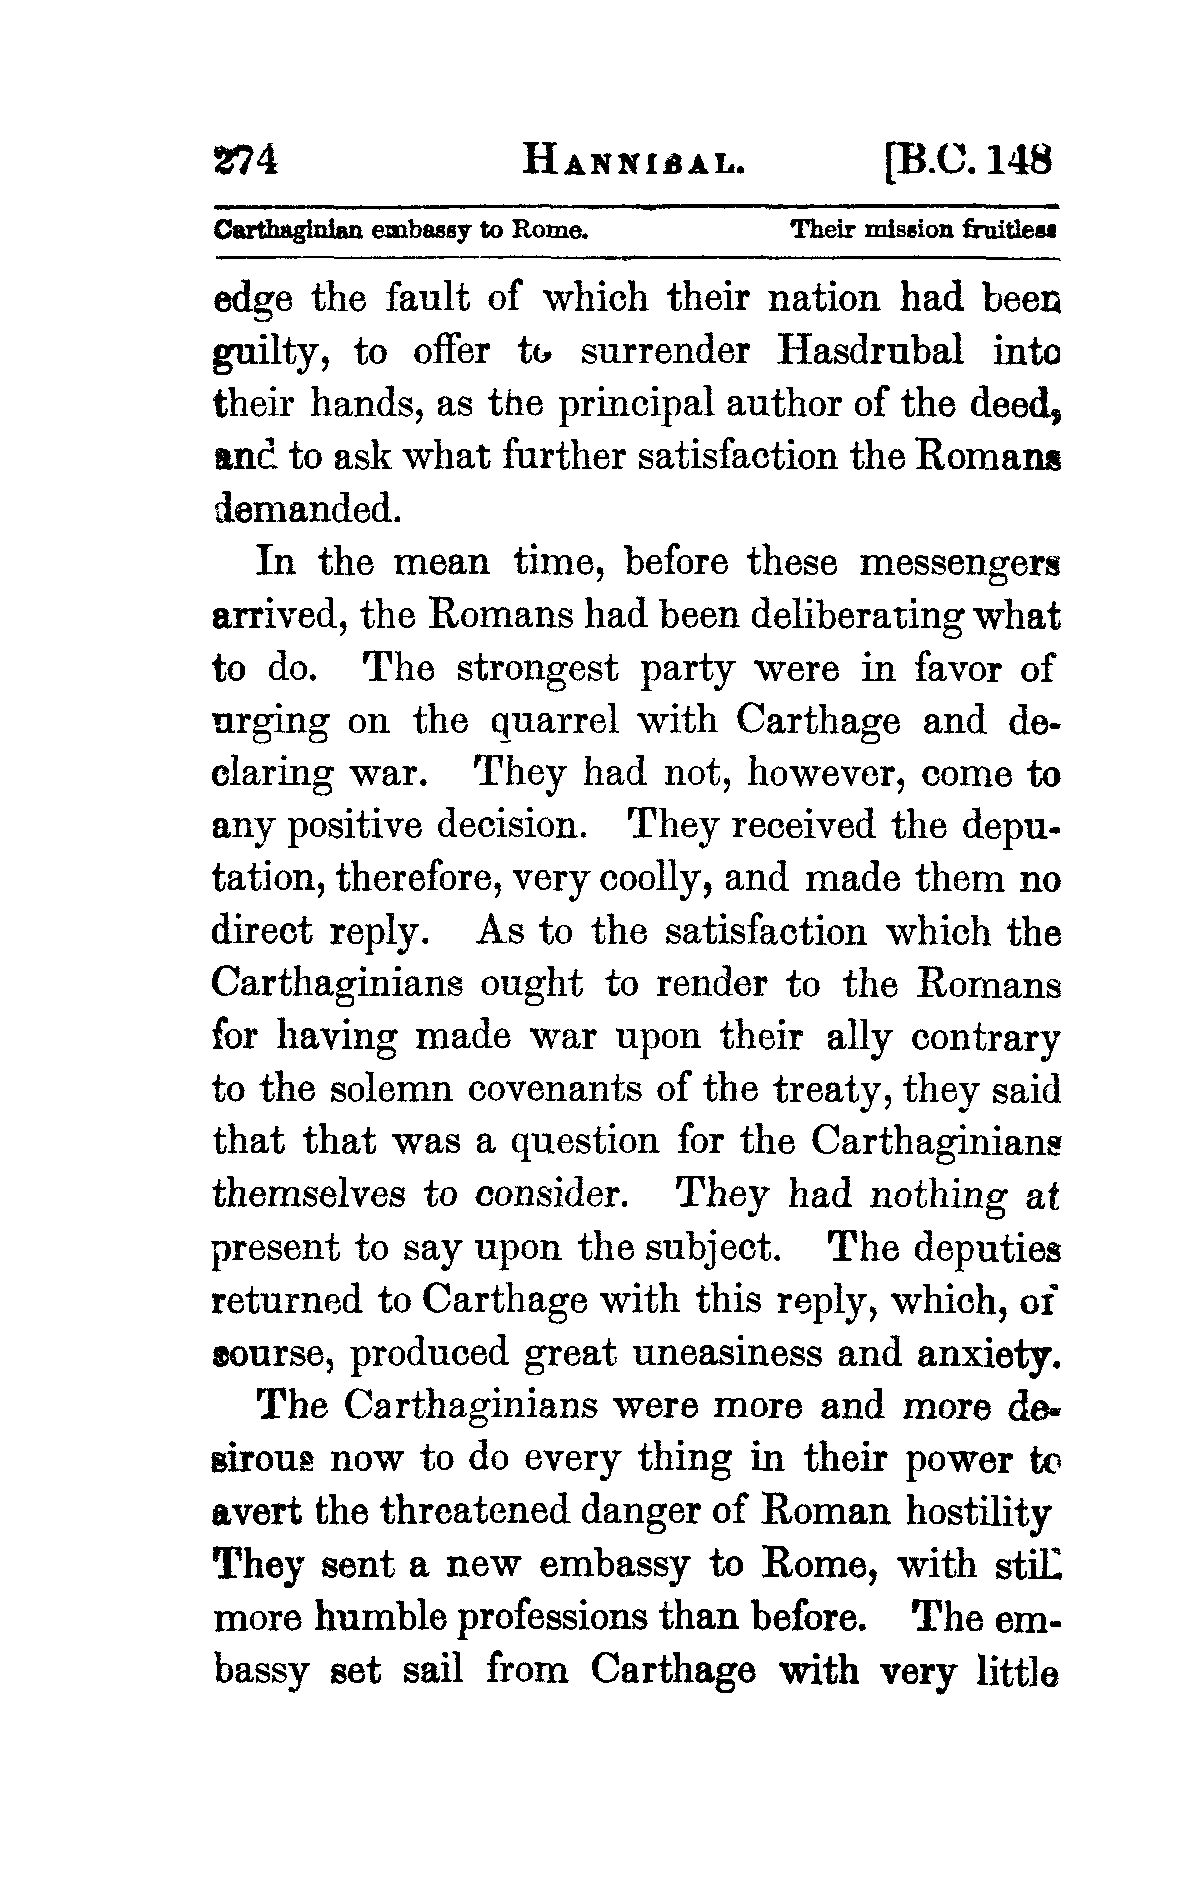 274 HANNIBAL. [B.C. 148
Carthaginian embassy to Rome. Their mission fruitless
edge the fault of which their nation had been
guilty, to offer to surrender Hasdrubal into
their hands, as the principal author of the deed,
and to ask what further satisfaction the Romans
demanded.
In the mean time, before these messengers
arrived, the Romans had been deliberating what
to do. The strongest party were in favor of
urging on the quarrel with Carthage and de-
claring war. They had not, however, come to
any positive decision. They received the depu-
tation, therefore, very coolly, and made them no
direct reply. As to the satisfaction which the
Carthaginians ought to render to the Romans
for having made war upon their ally contrary
to the solemn covenants of the treaty, they said
that that was a question for the Carthaginians
themselves to consider. They had nothing at
present to say upon the subject. The deputies
returned to Carthage with this reply, which, of
course, produced great uneasiness and anxiety.
The Carthaginians were more and more de-
sirous now to do every thing in their power to
avert the threatened danger of Roman hostility
They sent a new embassy to Rome, with still
more humble professions than before. The em-
bassy set sail from Carthage with very little